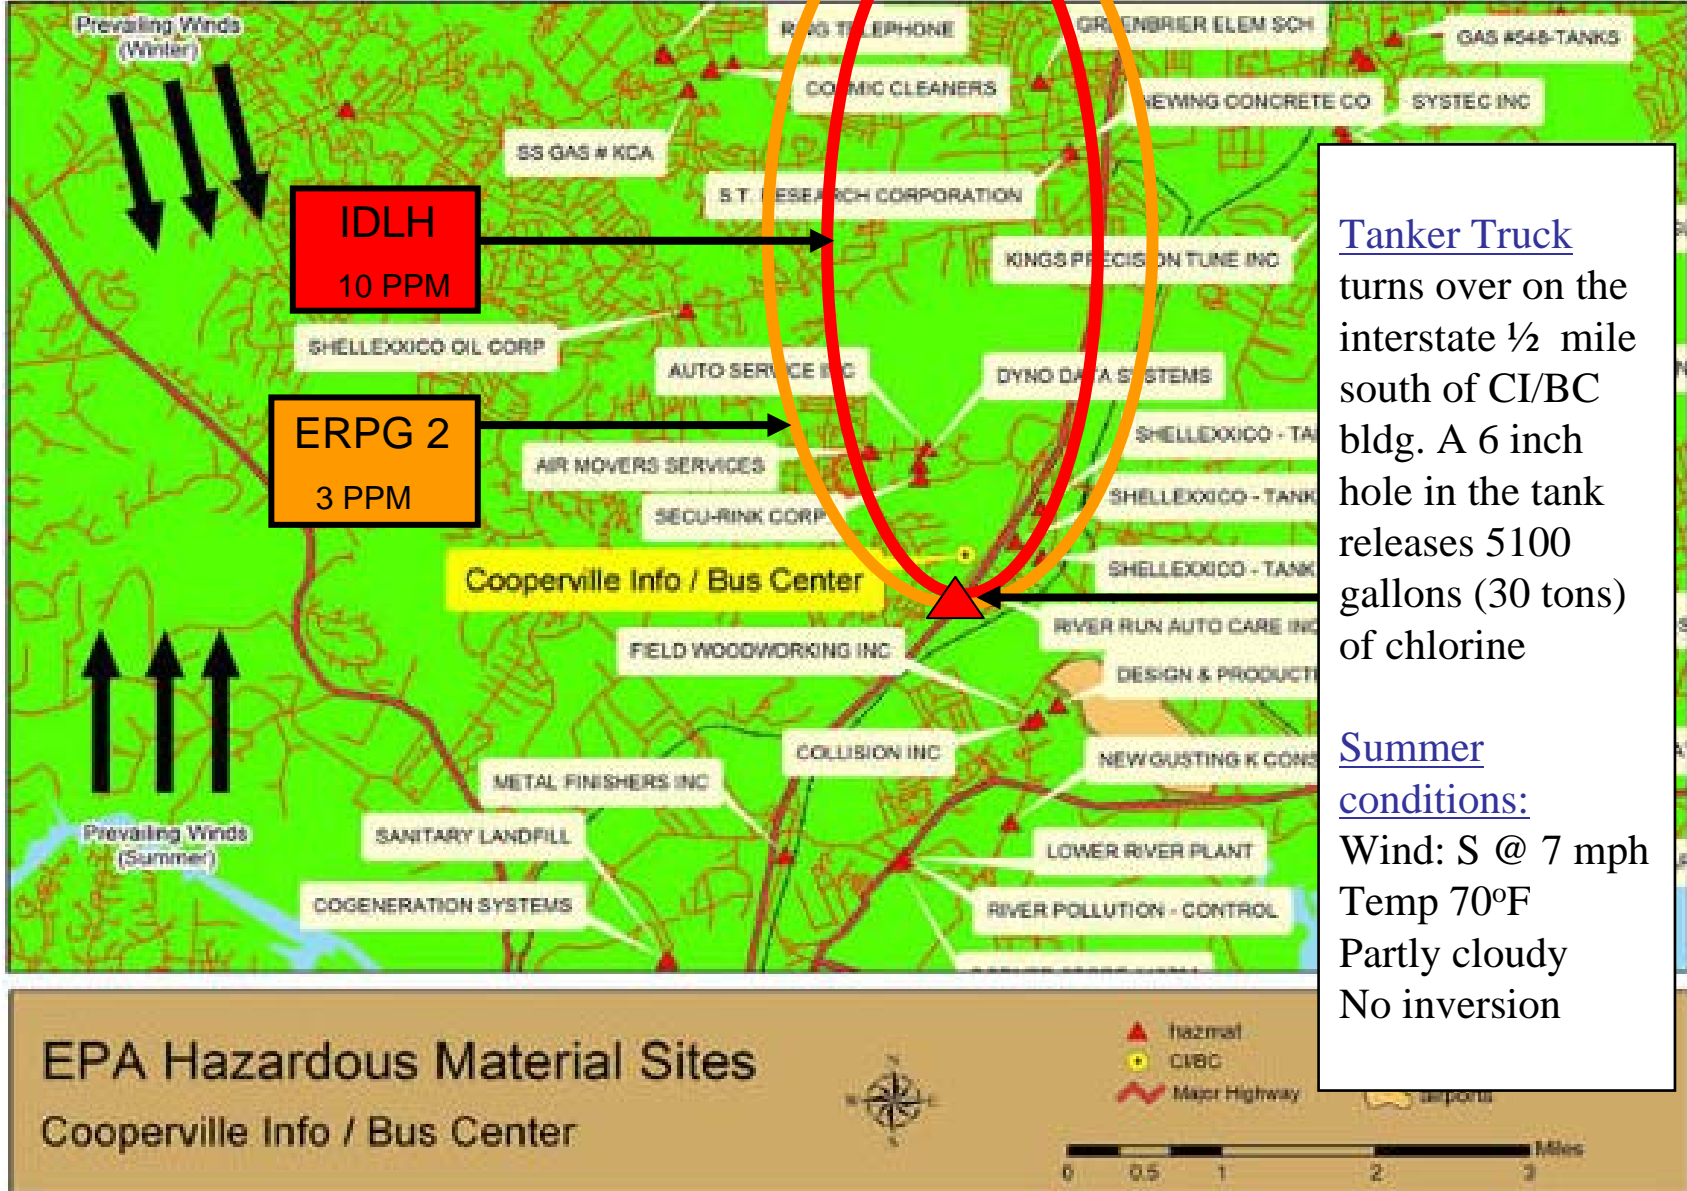 Prevailing Winds
(Winter)
RING TELEPHONE
GREENBRIER ELEM SCH
GAS #548-TANKS
COSMIC CLEANERS
NEWING CONCRETE CO
SYSTEC INC
SS GAS # KCA
S.T. RESEARCH CORPORATION
IDLH
10 PPM
KINGS PRECISION TUNE INC
SHELLEXXICO OIL CORP
AUTO SERVICE INC
DYNO DATA SYSTEMS
ERPG 2
3 PPM
SHELLEXXICO - TA
AIR MOVERS SERVICES
SHELLEXXICO - TANK
SECU-RINK CORP
SHELLEXXICO - TANK
Cooperville Info / Bus Center
RIVER RUN AUTO CARE INC
FIELD WOODWORKING INC
DESIGN & PRODUCTI
COLLISION INC
NEW GUSTING K CONS
METAL FINISHERS INC
Prevailing Winds
(Summer)
SANITARY LANDFILL
LOWER RIVER PLANT
COGENERATION SYSTEMS
RIVER POLLUTION - CONTROL
Tanker Truck
turns over on the
interstate ½ mile
south of CI/BC
bldg. A 6 inch
hole in the tank
releases 5100
gallons (30 tons)
of chlorine
Summer
conditions:
Wind: S @ 7 mph
Temp 70°F
Partly cloudy
No inversion
EPA Hazardous Material Sites
Cooperville Info / Bus Center
N
W
E
S
hazmat
CI/BC
Major Highway
airports
Miles
0 0.5 1 2 3